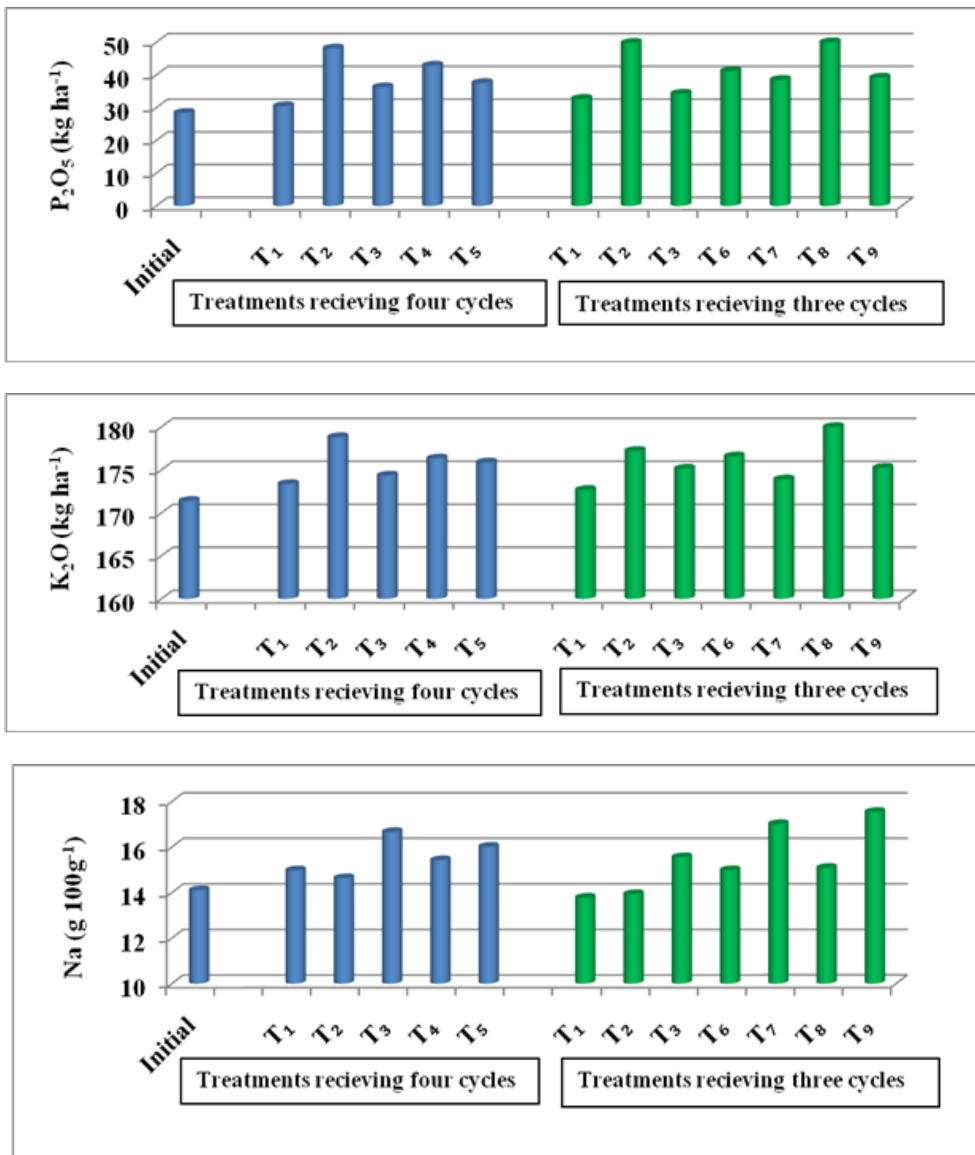 P₂O₅ (kg ha⁻¹)
50
40
30
20
10
0
Initial T₁ T₂ T₃ T₄ T₅ T₁ T₂ T₃ T₆ T₇ T₈ T₉
Treatments recieving four cycles Treatments recieving three cycles
K₂O (kg ha⁻¹)
180
175
170
165
160
Initial T₁ T₂ T₃ T₄ T₅ T₁ T₂ T₃ T₆ T₇ T₈ T₉
Treatments recieving four cycles Treatments recieving three cycles
Na (g 100g⁻¹)
18
16
14
12
10
Initial T₁ T₂ T₃ T₄ T₅ T₁ T₂ T₃ T₆ T₇ T₈ T₉
Treatments recieving four cycles Treatments recieving three cycles